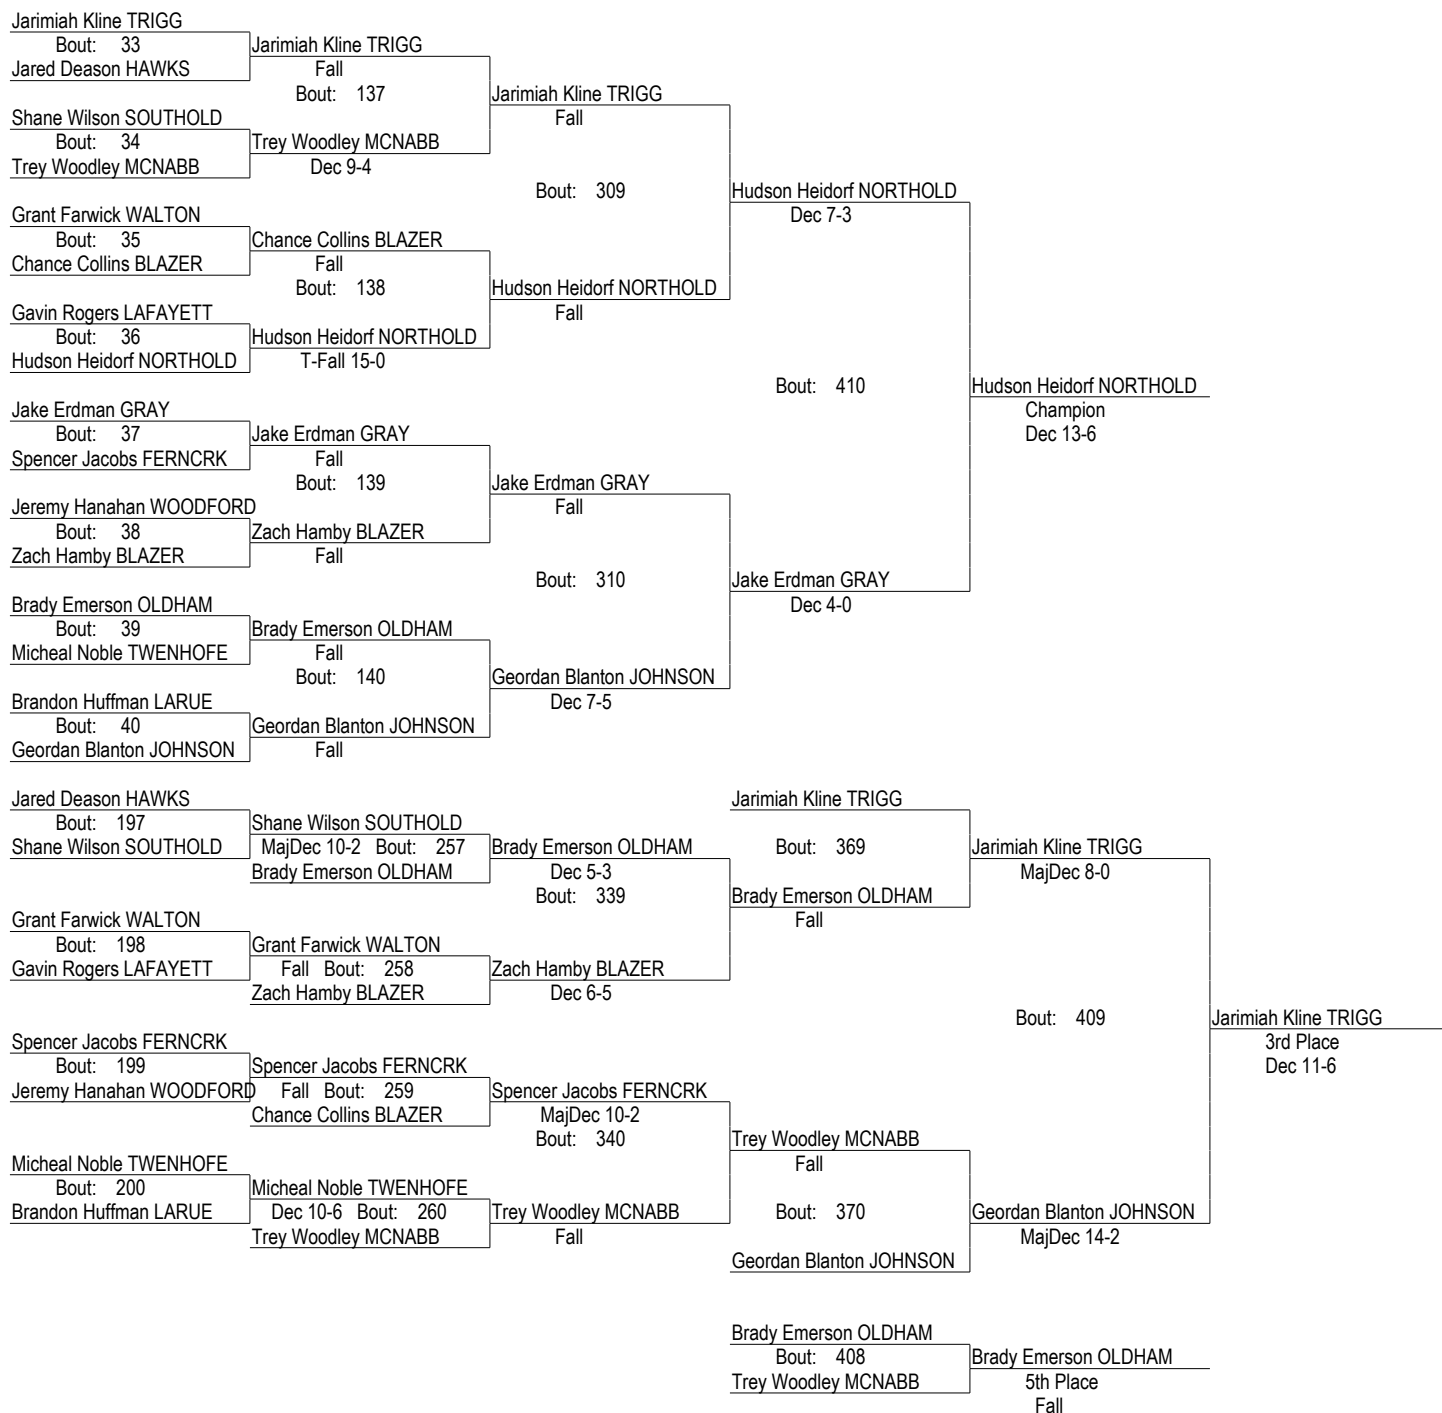 Jarimiah Kline TRIGG
Bout: 33
Jared Deason HAWKS
Shane Wilson SOUTHOLD
Bout: 34
Trey Woodley MCNABB
Grant Farwick WALTON
Bout: 35
Chance Collins BLAZER
Gavin Rogers LAFAYETT
Bout: 36
Hudson Heidorf NORTHOLD
Jake Erdman GRAY
Bout: 37
Spencer Jacobs FERNCRK
Jeremy Hanahan WOODFORD
Bout: 38
Zach Hamby BLAZER
Brady Emerson OLDHAM
Bout: 39
Micheal Noble TWENHOFE
Brandon Huffman LARUE
Bout: 40
Geordan Blanton JOHNSON
Jarimiah Kline TRIGG
Fall
Bout: 137
Trey Woodley MCNABB
Dec 9-4
Chance Collins BLAZER
Fall
Bout: 138
Hudson Heidorf NORTHOLD
T-Fall 15-0
Jake Erdman GRAY
Fall
Bout: 139
Zach Hamby BLAZER
Fall
Brady Emerson OLDHAM
Fall
Bout: 140
Geordan Blanton JOHNSON
Fall
Jarimiah Kline TRIGG
Fall
Bout: 309
Hudson Heidorf NORTHOLD
Fall
Jake Erdman GRAY
Fall
Bout: 310
Geordan Blanton JOHNSON
Dec 7-5
Hudson Heidorf NORTHOLD
Dec 7-3
Bout: 410
Jake Erdman GRAY
Dec 4-0
Hudson Heidorf NORTHOLD
Champion
Dec 13-6
Jared Deason HAWKS
Bout: 197
Shane Wilson SOUTHOLD
Grant Farwick WALTON
Bout: 198
Gavin Rogers LAFAYETT
Spencer Jacobs FERNCRK
Bout: 199
Jeremy Hanahan WOODFORD
Micheal Noble TWENHOFE
Bout: 200
Brandon Huffman LARUE
Shane Wilson SOUTHOLD
MajDec 10-2 Bout: 257
Brady Emerson OLDHAM
Grant Farwick WALTON
Fall Bout: 258
Zach Hamby BLAZER
Spencer Jacobs FERNCRK
Fall Bout: 259
Chance Collins BLAZER
Micheal Noble TWENHOFE
Dec 10-6 Bout: 260
Trey Woodley MCNABB
Brady Emerson OLDHAM
Dec 5-3
Bout: 339
Zach Hamby BLAZER
Dec 6-5
Spencer Jacobs FERNCRK
MajDec 10-2
Bout: 340
Trey Woodley MCNABB
Fall
Jarimiah Kline TRIGG
Bout: 369
Brady Emerson OLDHAM
Fall
Trey Woodley MCNABB
Fall
Bout: 370
Geordan Blanton JOHNSON
Jarimiah Kline TRIGG
MajDec 8-0
Bout: 409
Geordan Blanton JOHNSON
MajDec 14-2
Jarimiah Kline TRIGG
3rd Place
Dec 11-6
Brady Emerson OLDHAM
Bout: 408
Trey Woodley MCNABB
Brady Emerson OLDHAM
5th Place
Fall